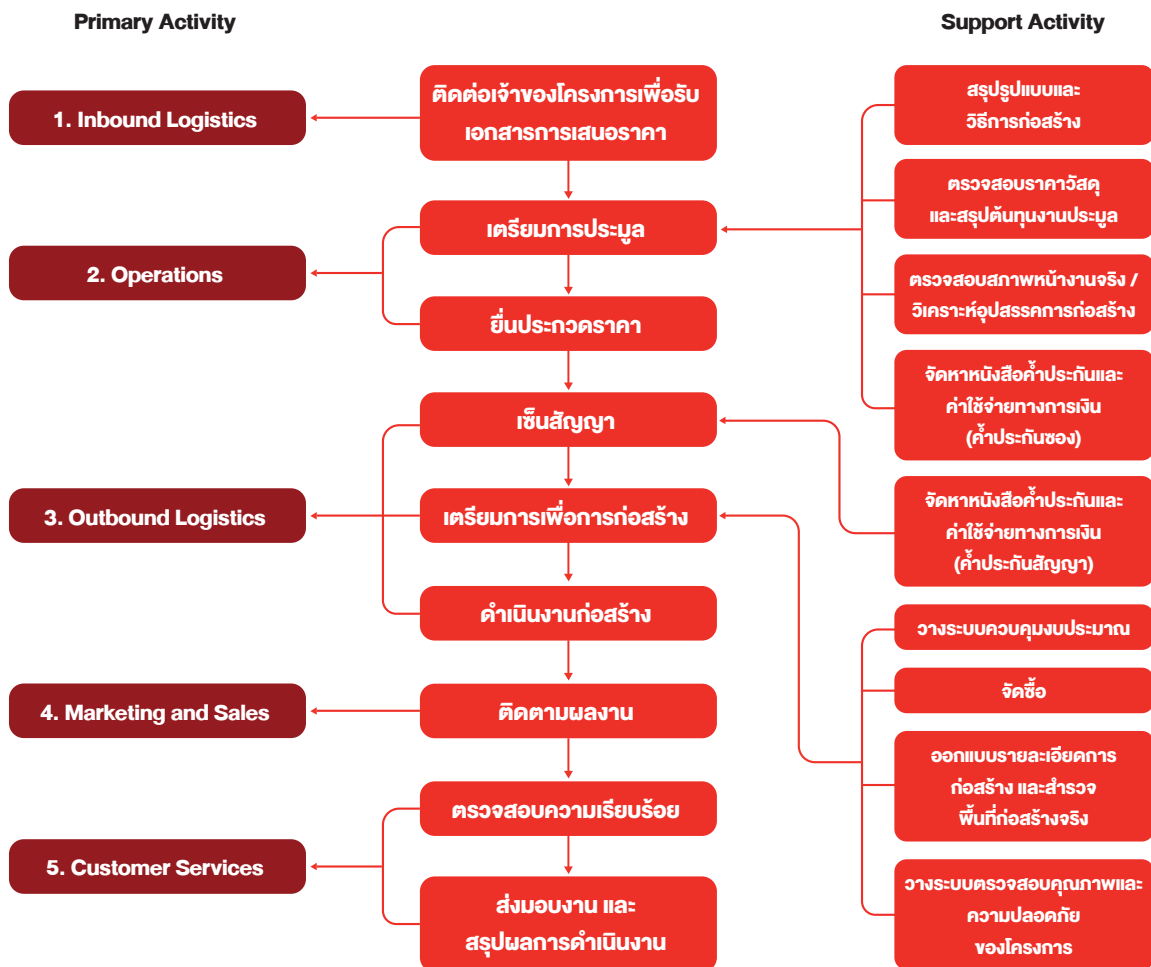 Primary Activity
Support Activity
1. Inbound Logistics
ติดต่อเจ้าของโครงการเพื่อรับ
เอกสารการเสนอราคา
สรุปรูปแบบและ
วิธีการก่อสร้าง
ตรวจสอบราคาวัสดุ
และสรุปต้นทุนงานประมูล
2. Operations
เตรียมการประมูล
ยื่นประกวดราคา
ตรวจสอบสภาพหน้างานจริง /
วิเคราะห์อุปสรรคการก่อสร้าง
จัดหาหนังสือค้ำประกันและ
ค่าใช้จ่ายทางการเงิน
(ค้ำประกันซอง)
3. Outbound Logistics
เซ็นสัญญา
เตรียมการเพื่อการก่อสร้าง
ดำเนินงานก่อสร้าง
จัดหาหนังสือค้ำประกันและ
ค่าใช้จ่ายทางการเงิน
(ค้ำประกันสัญญา)
วางระบบควบคุมงบประมาณ
จัดซื้อ
4. Marketing and Sales
ติดตามผลงาน
ออกแบบรายละเอียดการ
ก่อสร้าง และสำรวจ
พื้นที่ก่อสร้างจริง
5. Customer Services
ตรวจสอบความเรียบร้อย
ส่งมอบงาน และ
สรุปผลการดำเนินงาน
วางระบบตรวจสอบคุณภาพและ
ความปลอดภัย
ของโครงการ